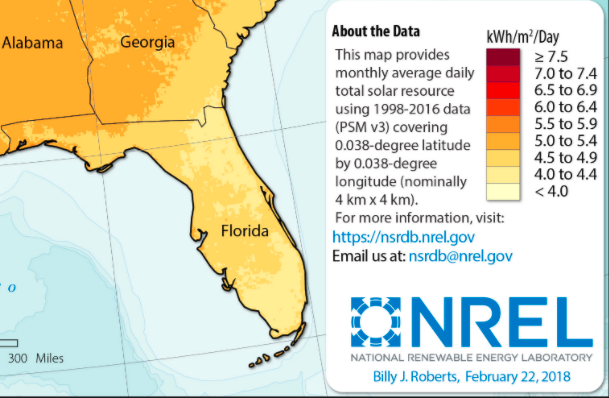 Alabama
Georgia
Florida
o
300 Miles
About the Data
This map provides
monthly average daily
total solar resource
using 1998-2016 data
(PSM v3) covering
0.038-degree latitude
by 0.038-degree
longitude (nominally
4 km x 4 km).
For more information, visit:
https://nsrdb.nrel.gov
Email us at: nsrdb@nrel.gov
kWh/m²/Day
≥ 7.5
7.0 to 7.4
6.5 to 6.9
6.0 to 6.4
5.5 to 5.9
5.0 to 5.4
4.5 to 4.9
4.0 to 4.4
< 4.0
NREL
NATIONAL RENEWABLE ENERGY LABORATORY
Billy J. Roberts, February 22, 2018